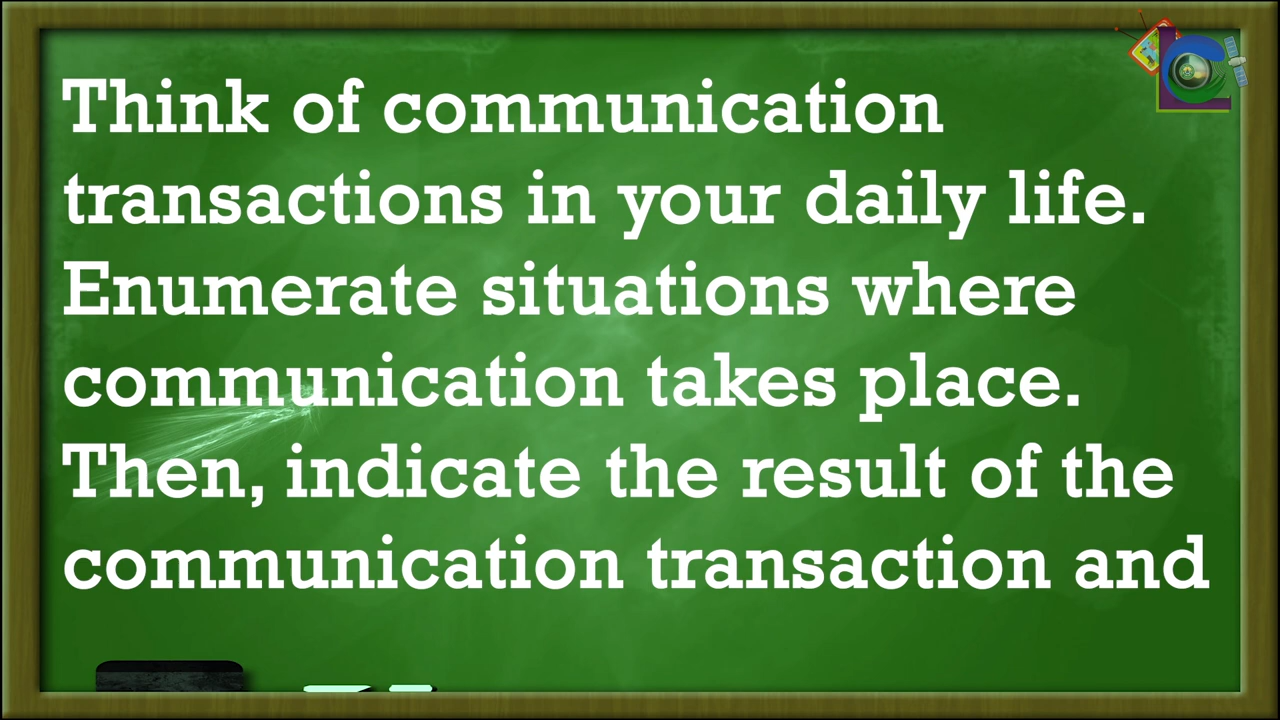 Think of communication
transactions in your daily life.
Enumerate situations where
communication takes place.
Then, indicate the result of the
communication transaction and